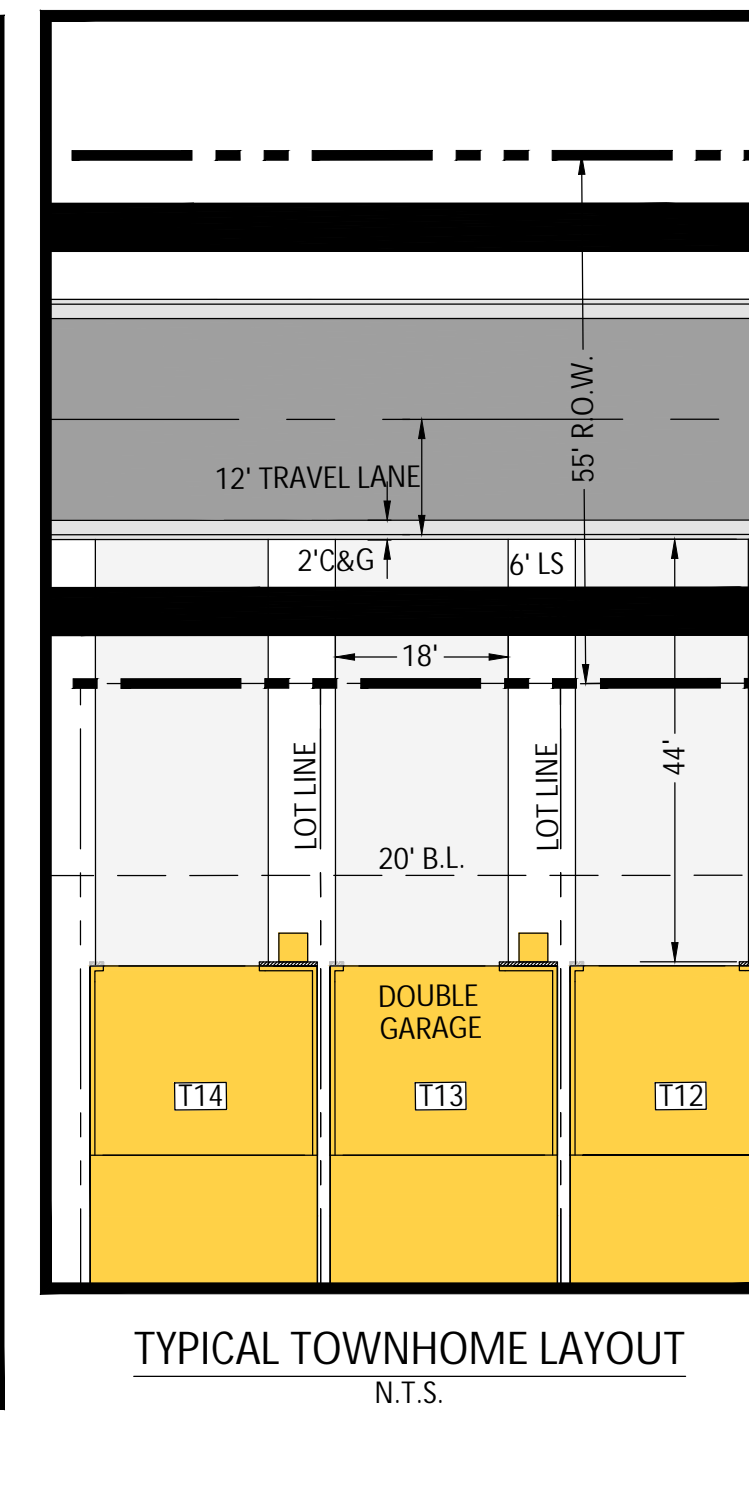 55' R.O.W.
12' TRAVEL LANE
2'C&G
6' LS
18'
44'
LOT LINE
LOT LINE
20' B.L.
DOUBLE
GARAGE
T14
T13
T12
TYPICAL TOWNHOME LAYOUT
N.T.S.